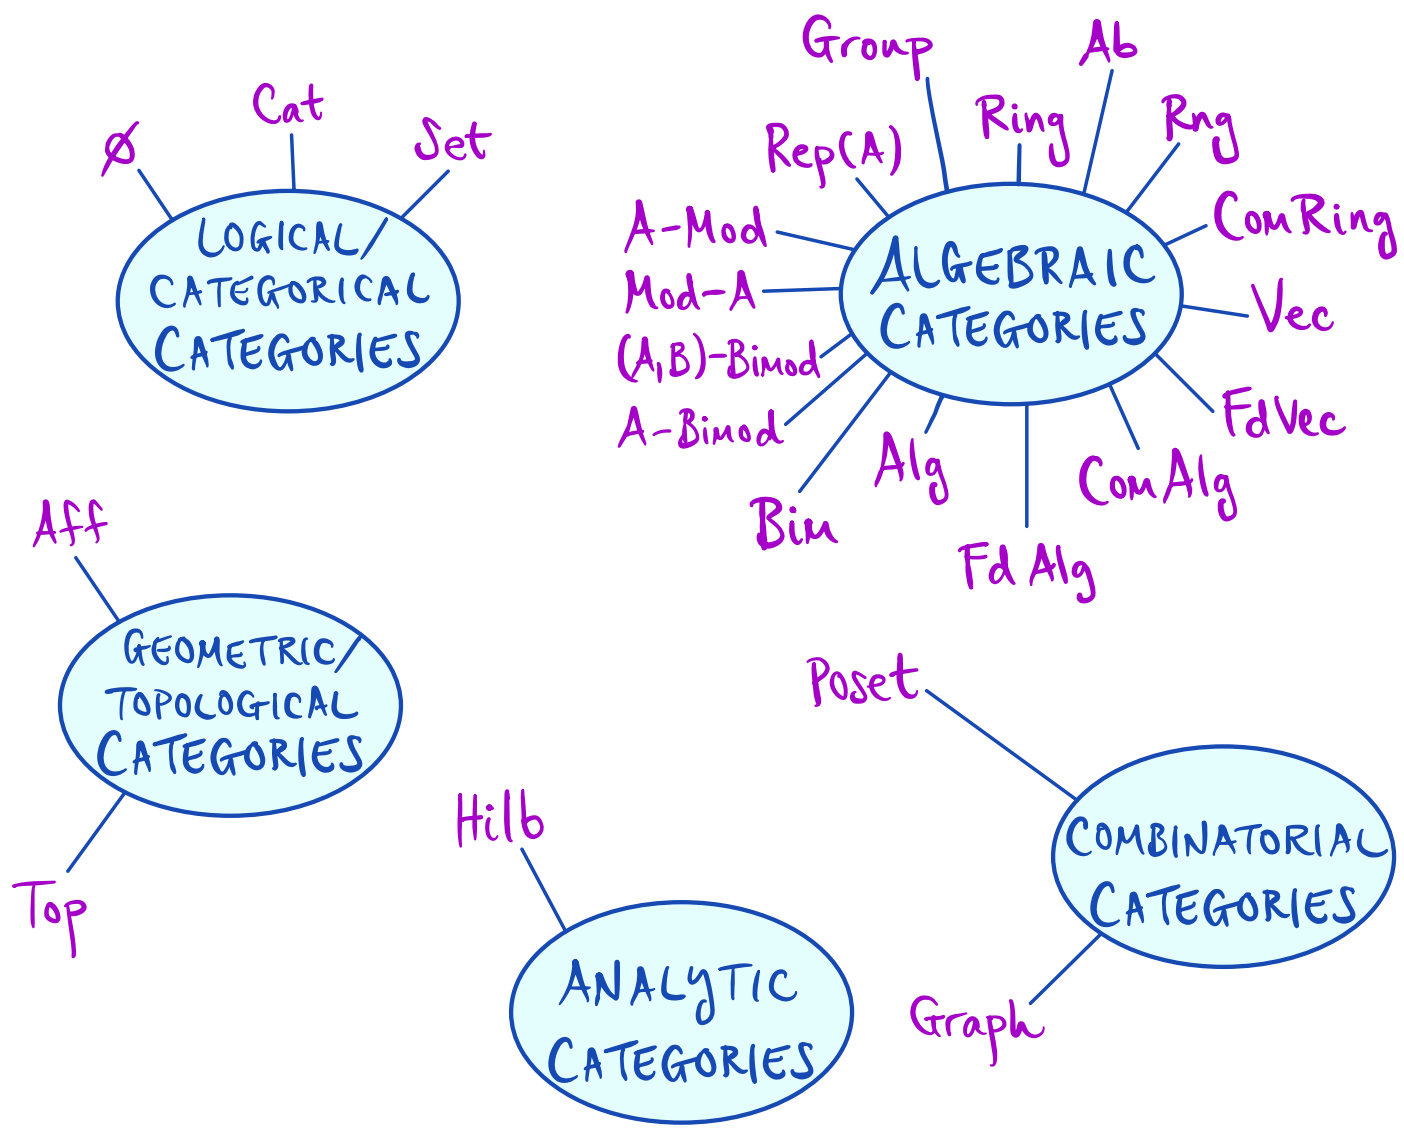 Ø
Cat
Set
LOGICAL/
CATEGORICAL
CATEGORIES
Group
Ab
Ring
Rng
Rep(A)
ComRing
A-Mod
Mod-A
Vec
(A,B)-Bimod
A-Bimod
FdVec
Bim
Alg
ComAlg
Fd Alg
ALGEBRAIC
CATEGORIES
Aff
GEOMETRIC/
TOPOLOGICAL
CATEGORIES
Top
Hilb
ANALYTIC
CATEGORIES
Poset
COMBINATORIAL
CATEGORIES
Graph